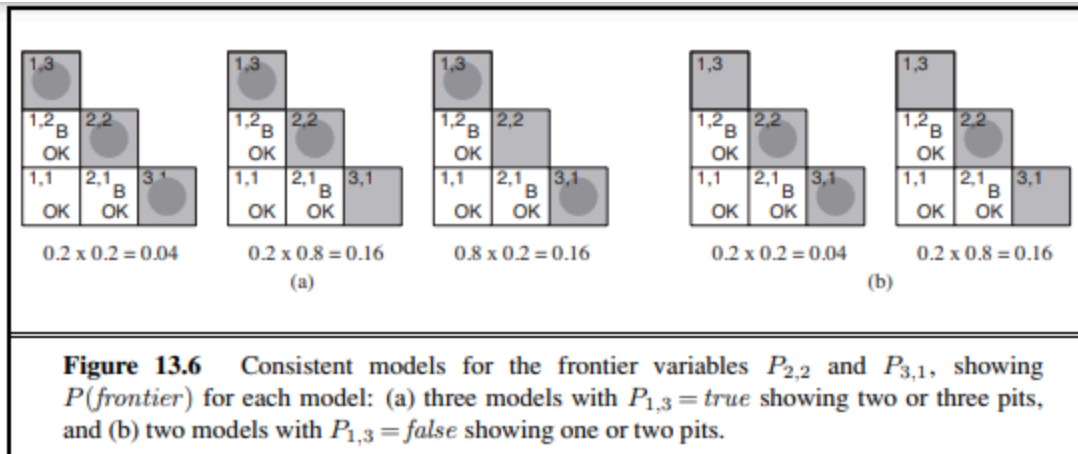 1,3 1,3 1,3 1,3 1,3
1,2 B OK 2,2 1,2 B OK 2,2 1,2 B OK 2,2 1,2 B OK 2,2 1,2 B OK 2,2
1,1 OK 2,1 B OK 3,1 1,1 OK 2,1 B OK 3,1 1,1 OK 2,1 B OK 3,1 1,1 OK 2,1 B OK 3,1 1,1 OK 2,1 B OK 3,1
0.2 x 0.2 = 0.04 0.2 x 0.8 = 0.16 0.8 x 0.2 = 0.16 0.2 x 0.2 = 0.04 0.2 x 0.8 = 0.16
(a) (b)
Figure 13.6 Consistent models for the frontier variables P2,2 and P3,1, showing
P(frontier) for each model: (a) three models with P1,3 = true showing two or three pits,
and (b) two models with P1,3 = false showing one or two pits.